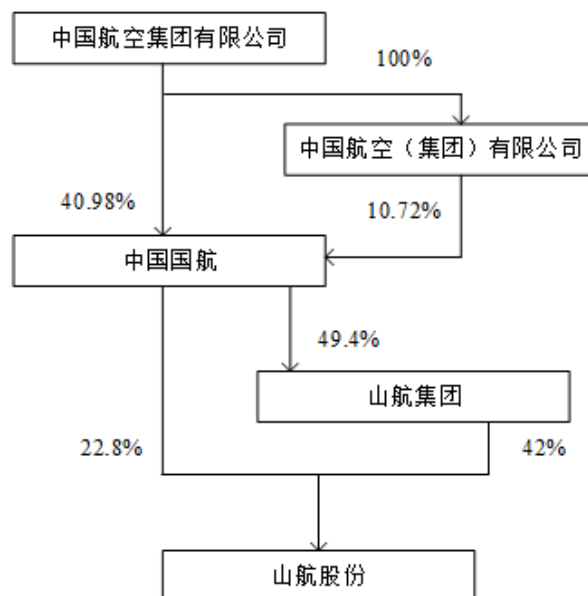 中国航空集团有限公司
100%
中国航空（集团）有限公司
40.98%
10.72%
中国国航
49.4%
山航集团
22.8%
42%
山航股份